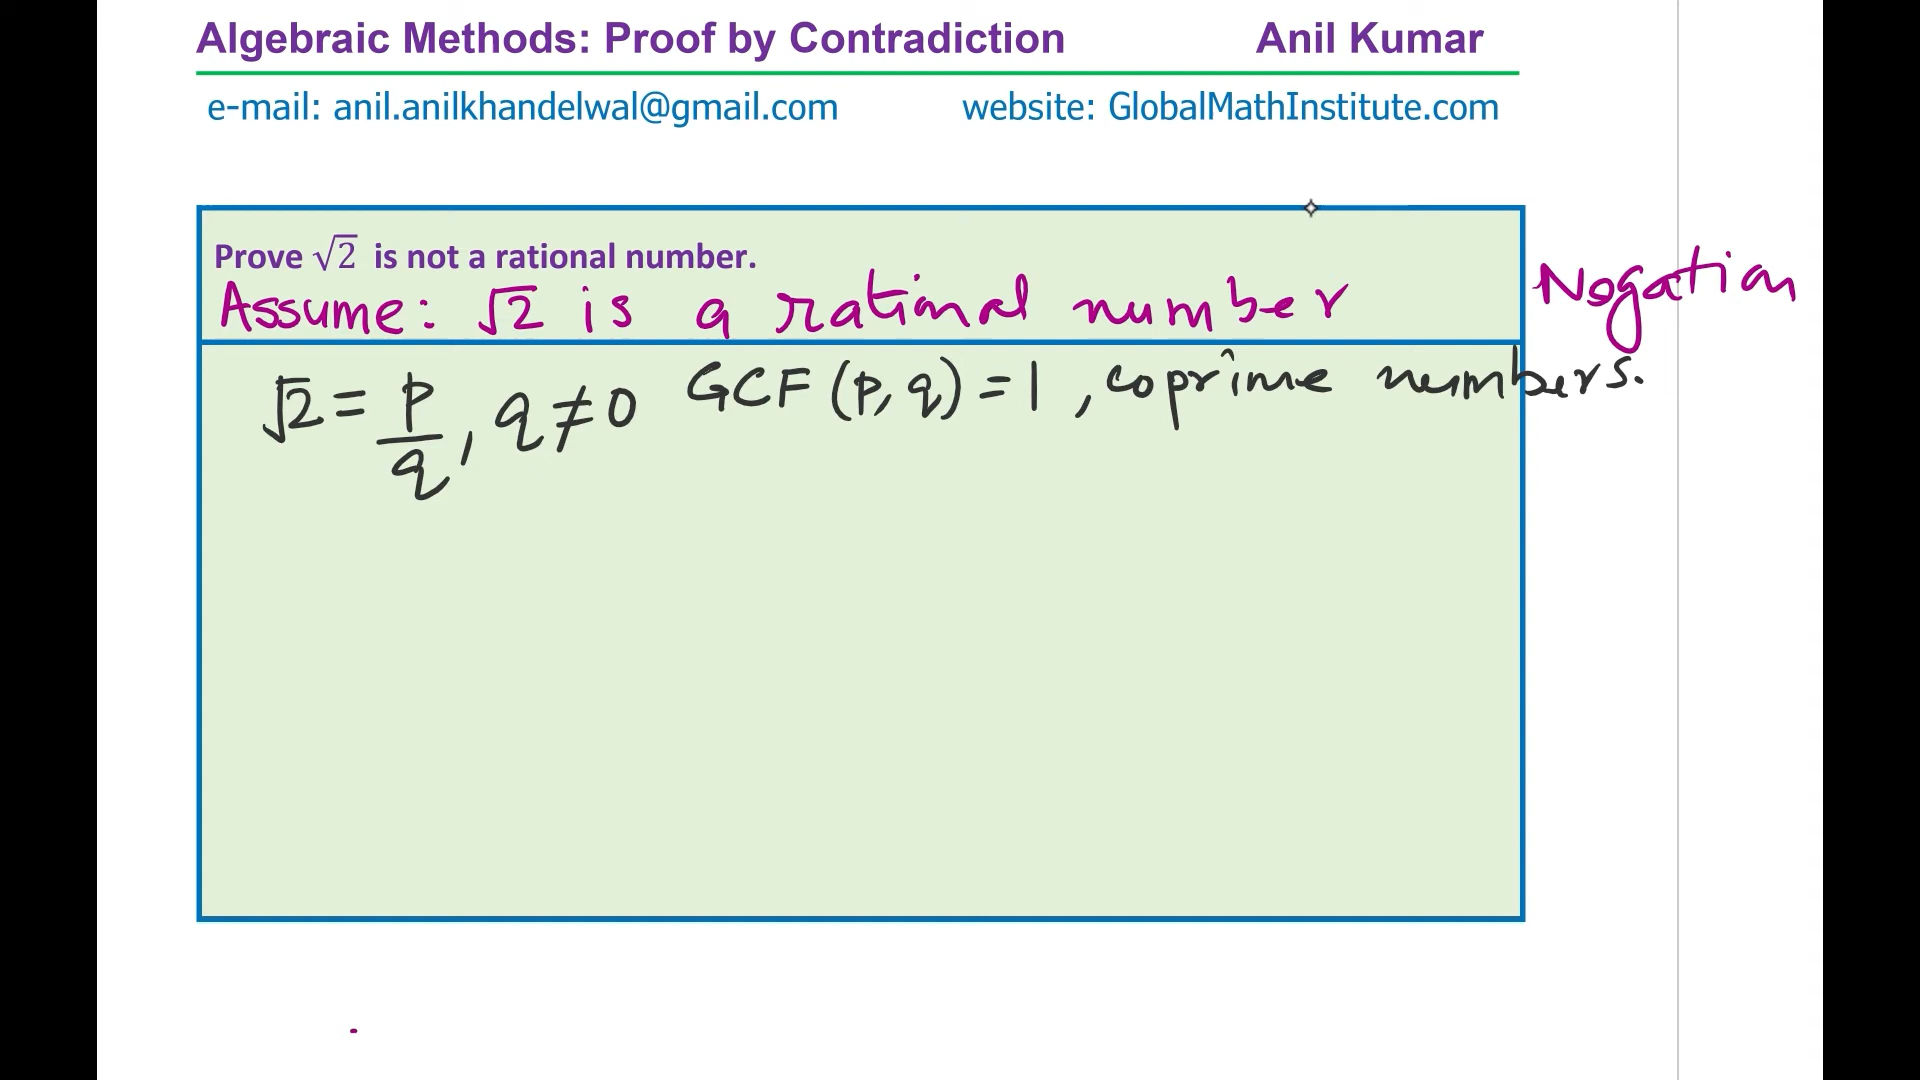 Algebraic Methods: Proof by Contradiction Anil Kumar
e-mail: anil.anilkhandelwal@gmail.com website: GlobalMathInstitute.com
Prove √2 is not a rational number.
Assume: √2 is a rational number Negation
√2 = p/q, q ≠ 0 GCF (p, q) = 1, coprime numbers.